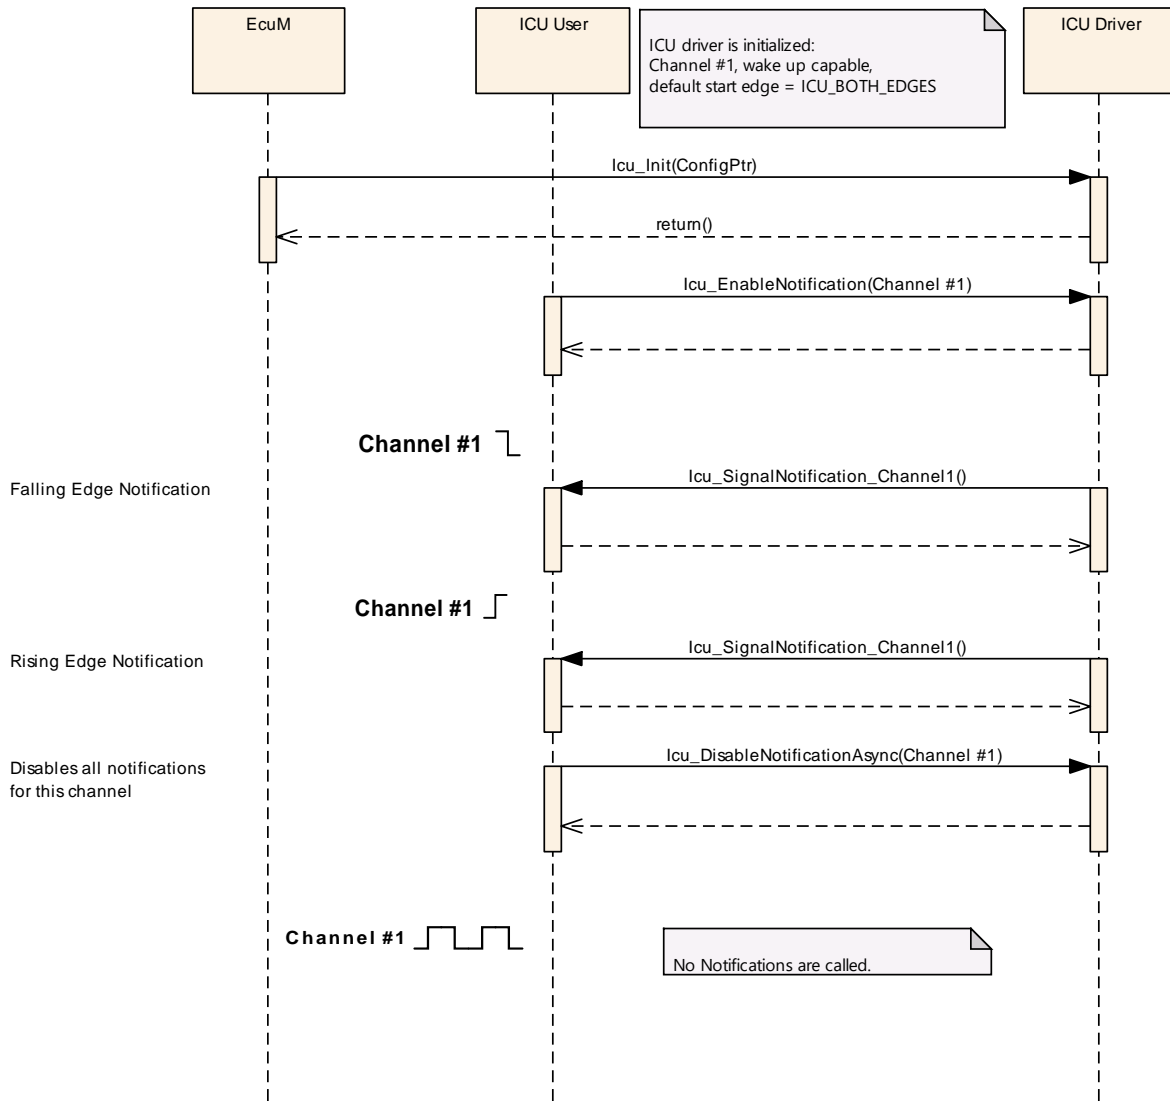 EcuM
ICU User
ICU driver is initialized:
Channel #1, wake up capable,
default start edge = ICU_BOTH_EDGES
ICU Driver
Icu_Init(ConfigPtr)
return()
Icu_EnableNotification(Channel #1)
Channel #1
Icu_SignalNotification_Channel1()
Falling Edge Notification
Channel #1
Icu_SignalNotification_Channel1()
Rising Edge Notification
Icu_DisableNotificationAsync(Channel #1)
Disables all notifications
for this channel
Channel #1
No Notifications are called.